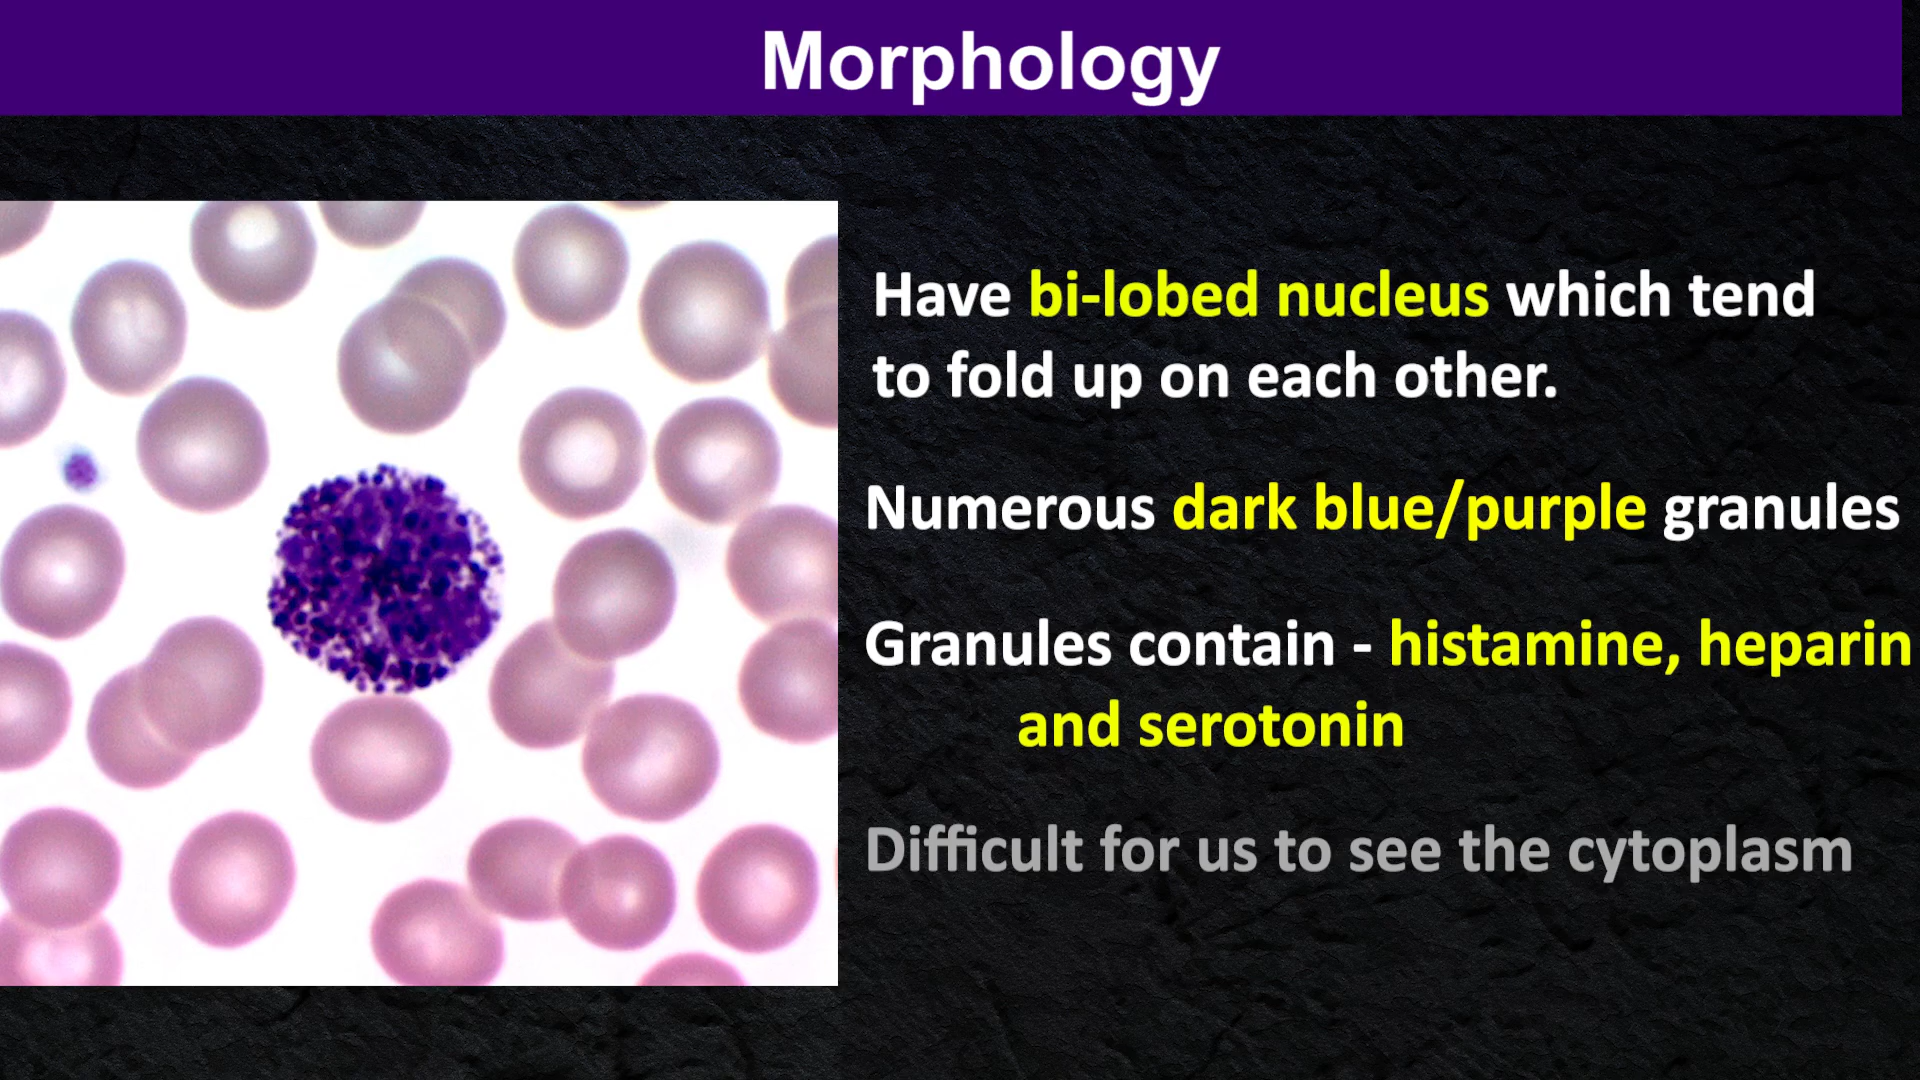 Morphology
Have bi-lobed nucleus which tend
to fold up on each other.
Numerous dark blue/purple granules
Granules contain - histamine, heparin
and serotonin
Difficult for us to see the cytoplasm